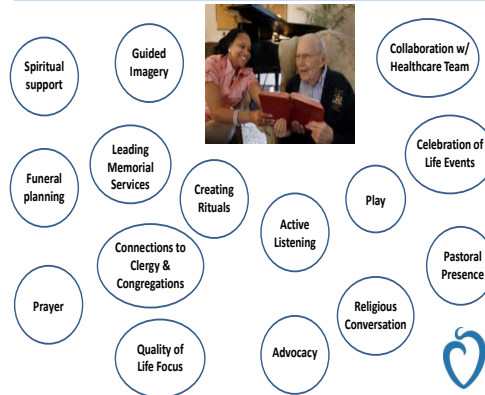 Spiritual
support
Guided
Imagery
Collaboration w/
Healthcare Team
Leading
Memorial
Services
Celebration of
Life Events
Funeral
planning
Creating
Rituals
Play
Active
Listening
Connections to
Clergy &
Congregations
Pastoral
Presence
Prayer
Religious
Conversation
Quality of
Life Focus
Advocacy